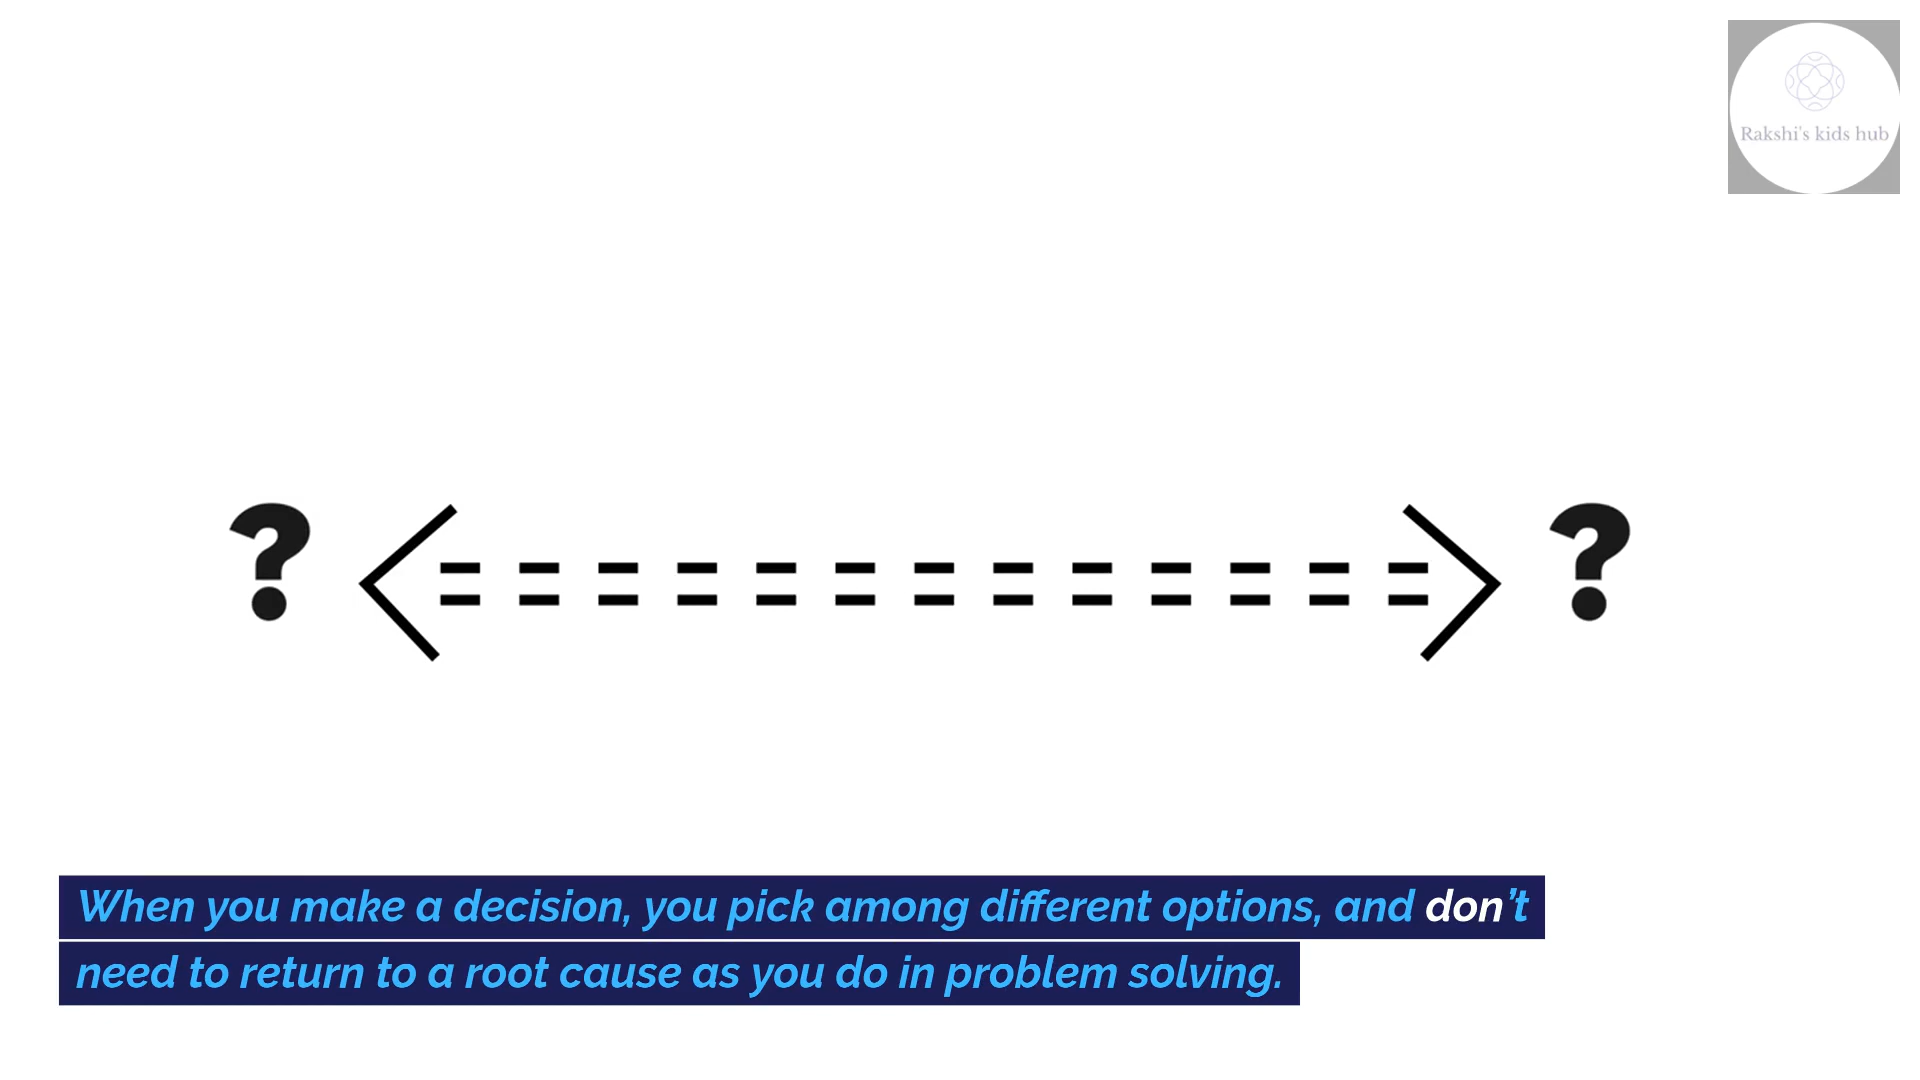 Rakshi's kids hub
? ?
When you make a decision, you pick among different options, and don’t
need to return to a root cause as you do in problem solving.